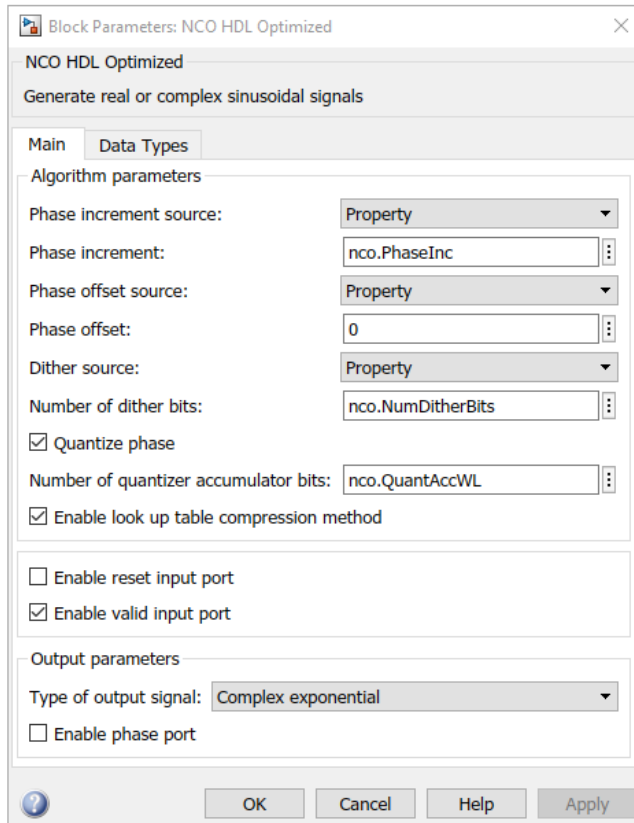 Block Parameters: NCO HDL Optimized
NCO HDL Optimized
Generate real or complex sinusoidal signals
Main Data Types
Algorithm parameters
Phase increment source: Property
Phase increment: nco.PhaseInc
Phase offset source: Property
Phase offset: 0
Dither source: Property
Number of dither bits: nco.NumDitherBits
Quantize phase
Number of quantizer accumulator bits: nco.QuantAccWL
Enable look up table compression method
Enable reset input port
Enable valid input port
Output parameters
Type of output signal: Complex exponential
Enable phase port
? OK Cancel Help Apply